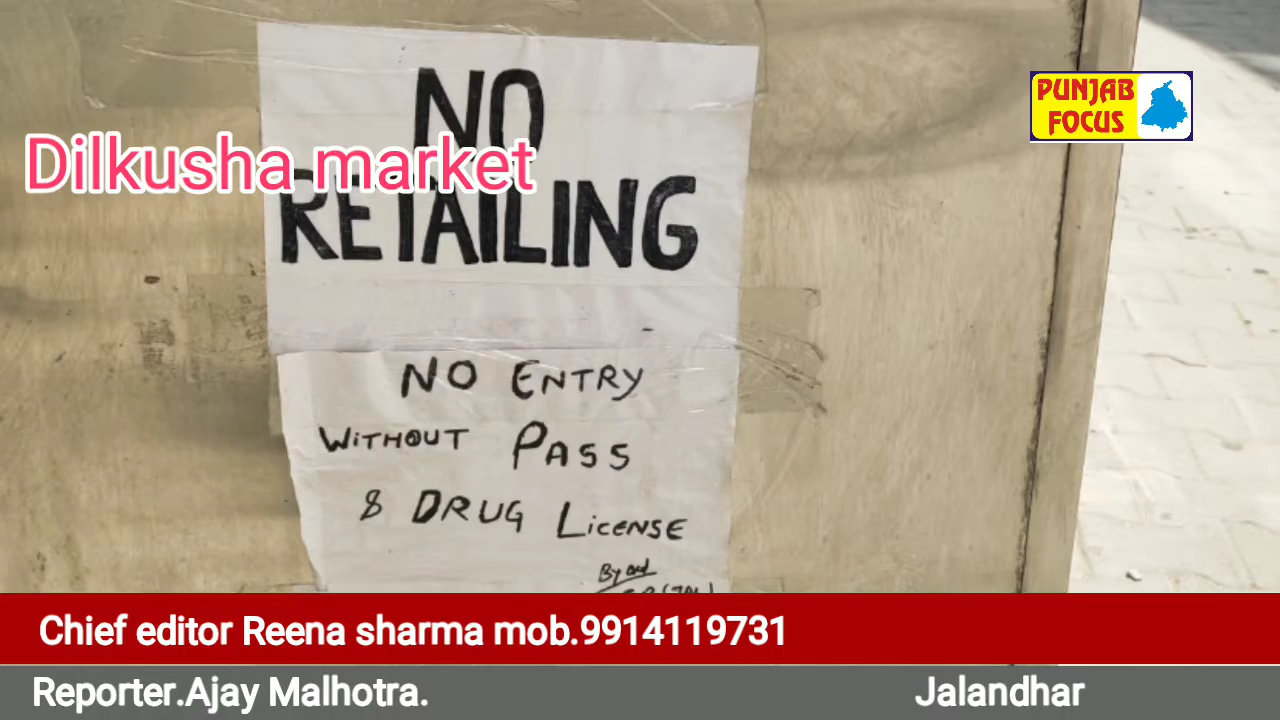 NO
RETAILING
Dilkusha market
PUNJAB
FOCUS
NO ENTRY
WITHOUT PASS
& DRUG LICENSE
By
Chief editor Reena sharma mob.9914119731
Reporter.Ajay Malhotra.
Jalandhar